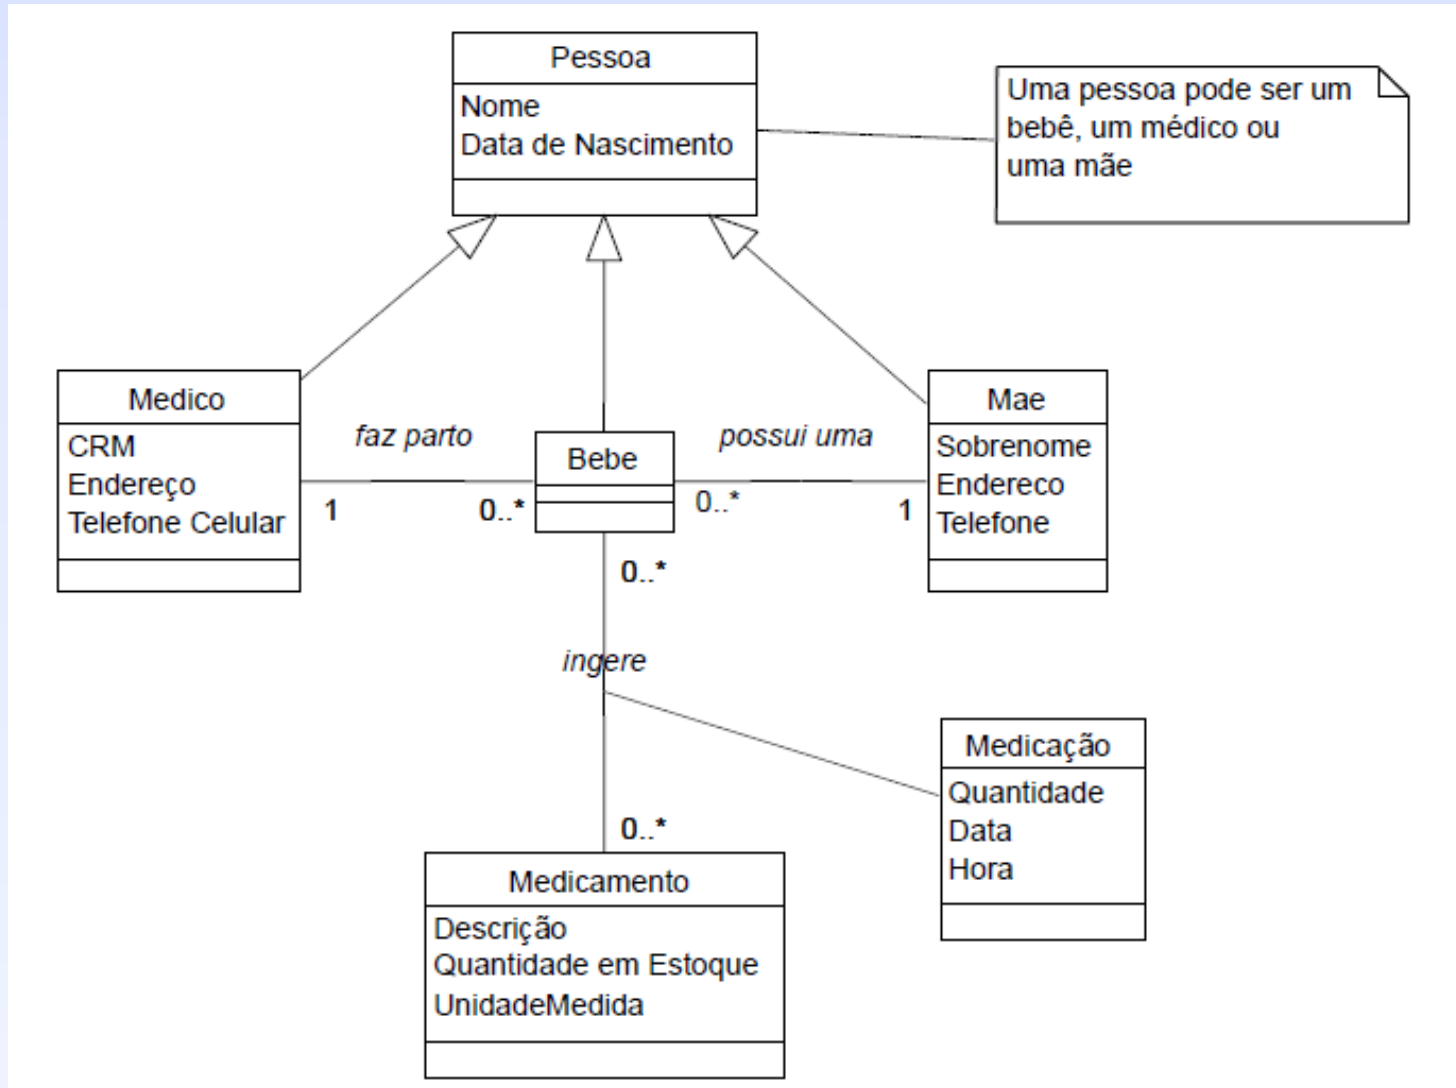 Pessoa
Nome
Data de Nascimento
Uma pessoa pode ser um
bebê, um médico ou
uma mãe
Medico
CRM
Endereço
Telefone Celular
faz parto
1
0..*
Bebe
possui uma
0..*
1
Mae
Sobrenome
Endereco
Telefone
0..*
ingere
0..*
Medicação
Quantidade
Data
Hora
Medicamento
Descrição
Quantidade em Estoque
UnidadeMedida